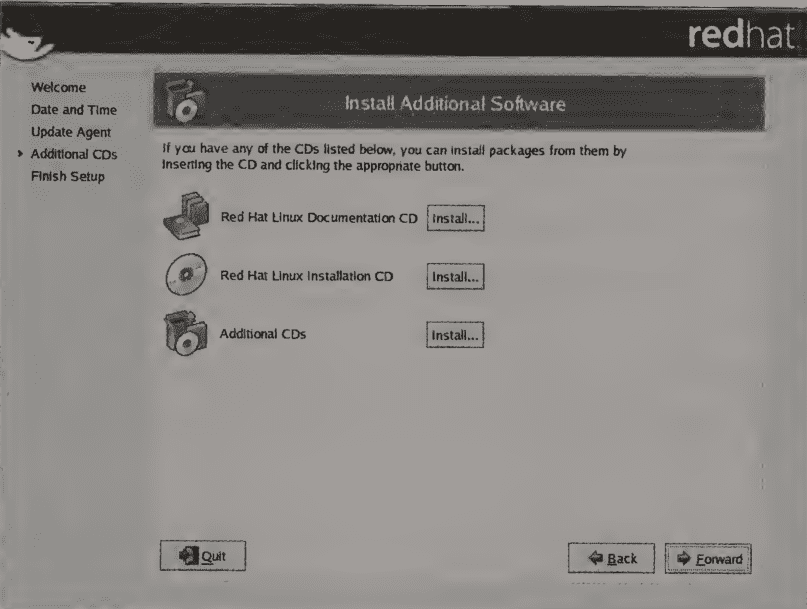 redhat
Welcome
Date and Time
Update Agent
Additional CDs
Finish Setup
Install Additional Software
If you have any of the CDs listed below, you can install packages from them by
inserting the CD and clicking the appropriate button.
Red Hat Linux Documentation CD
Install...
Red Hat Linux Installation CD
Install...
Additional CDs
Install...
Quit
Back
Forward